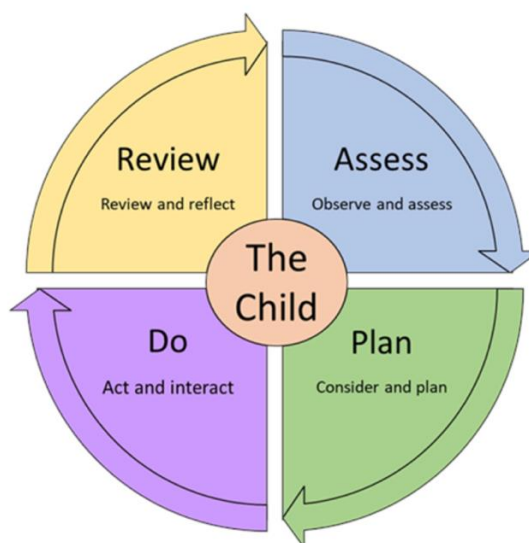 Review
Review and reflect
Assess
Observe and assess
The
Child
Do
Act and interact
Plan
Consider and plan